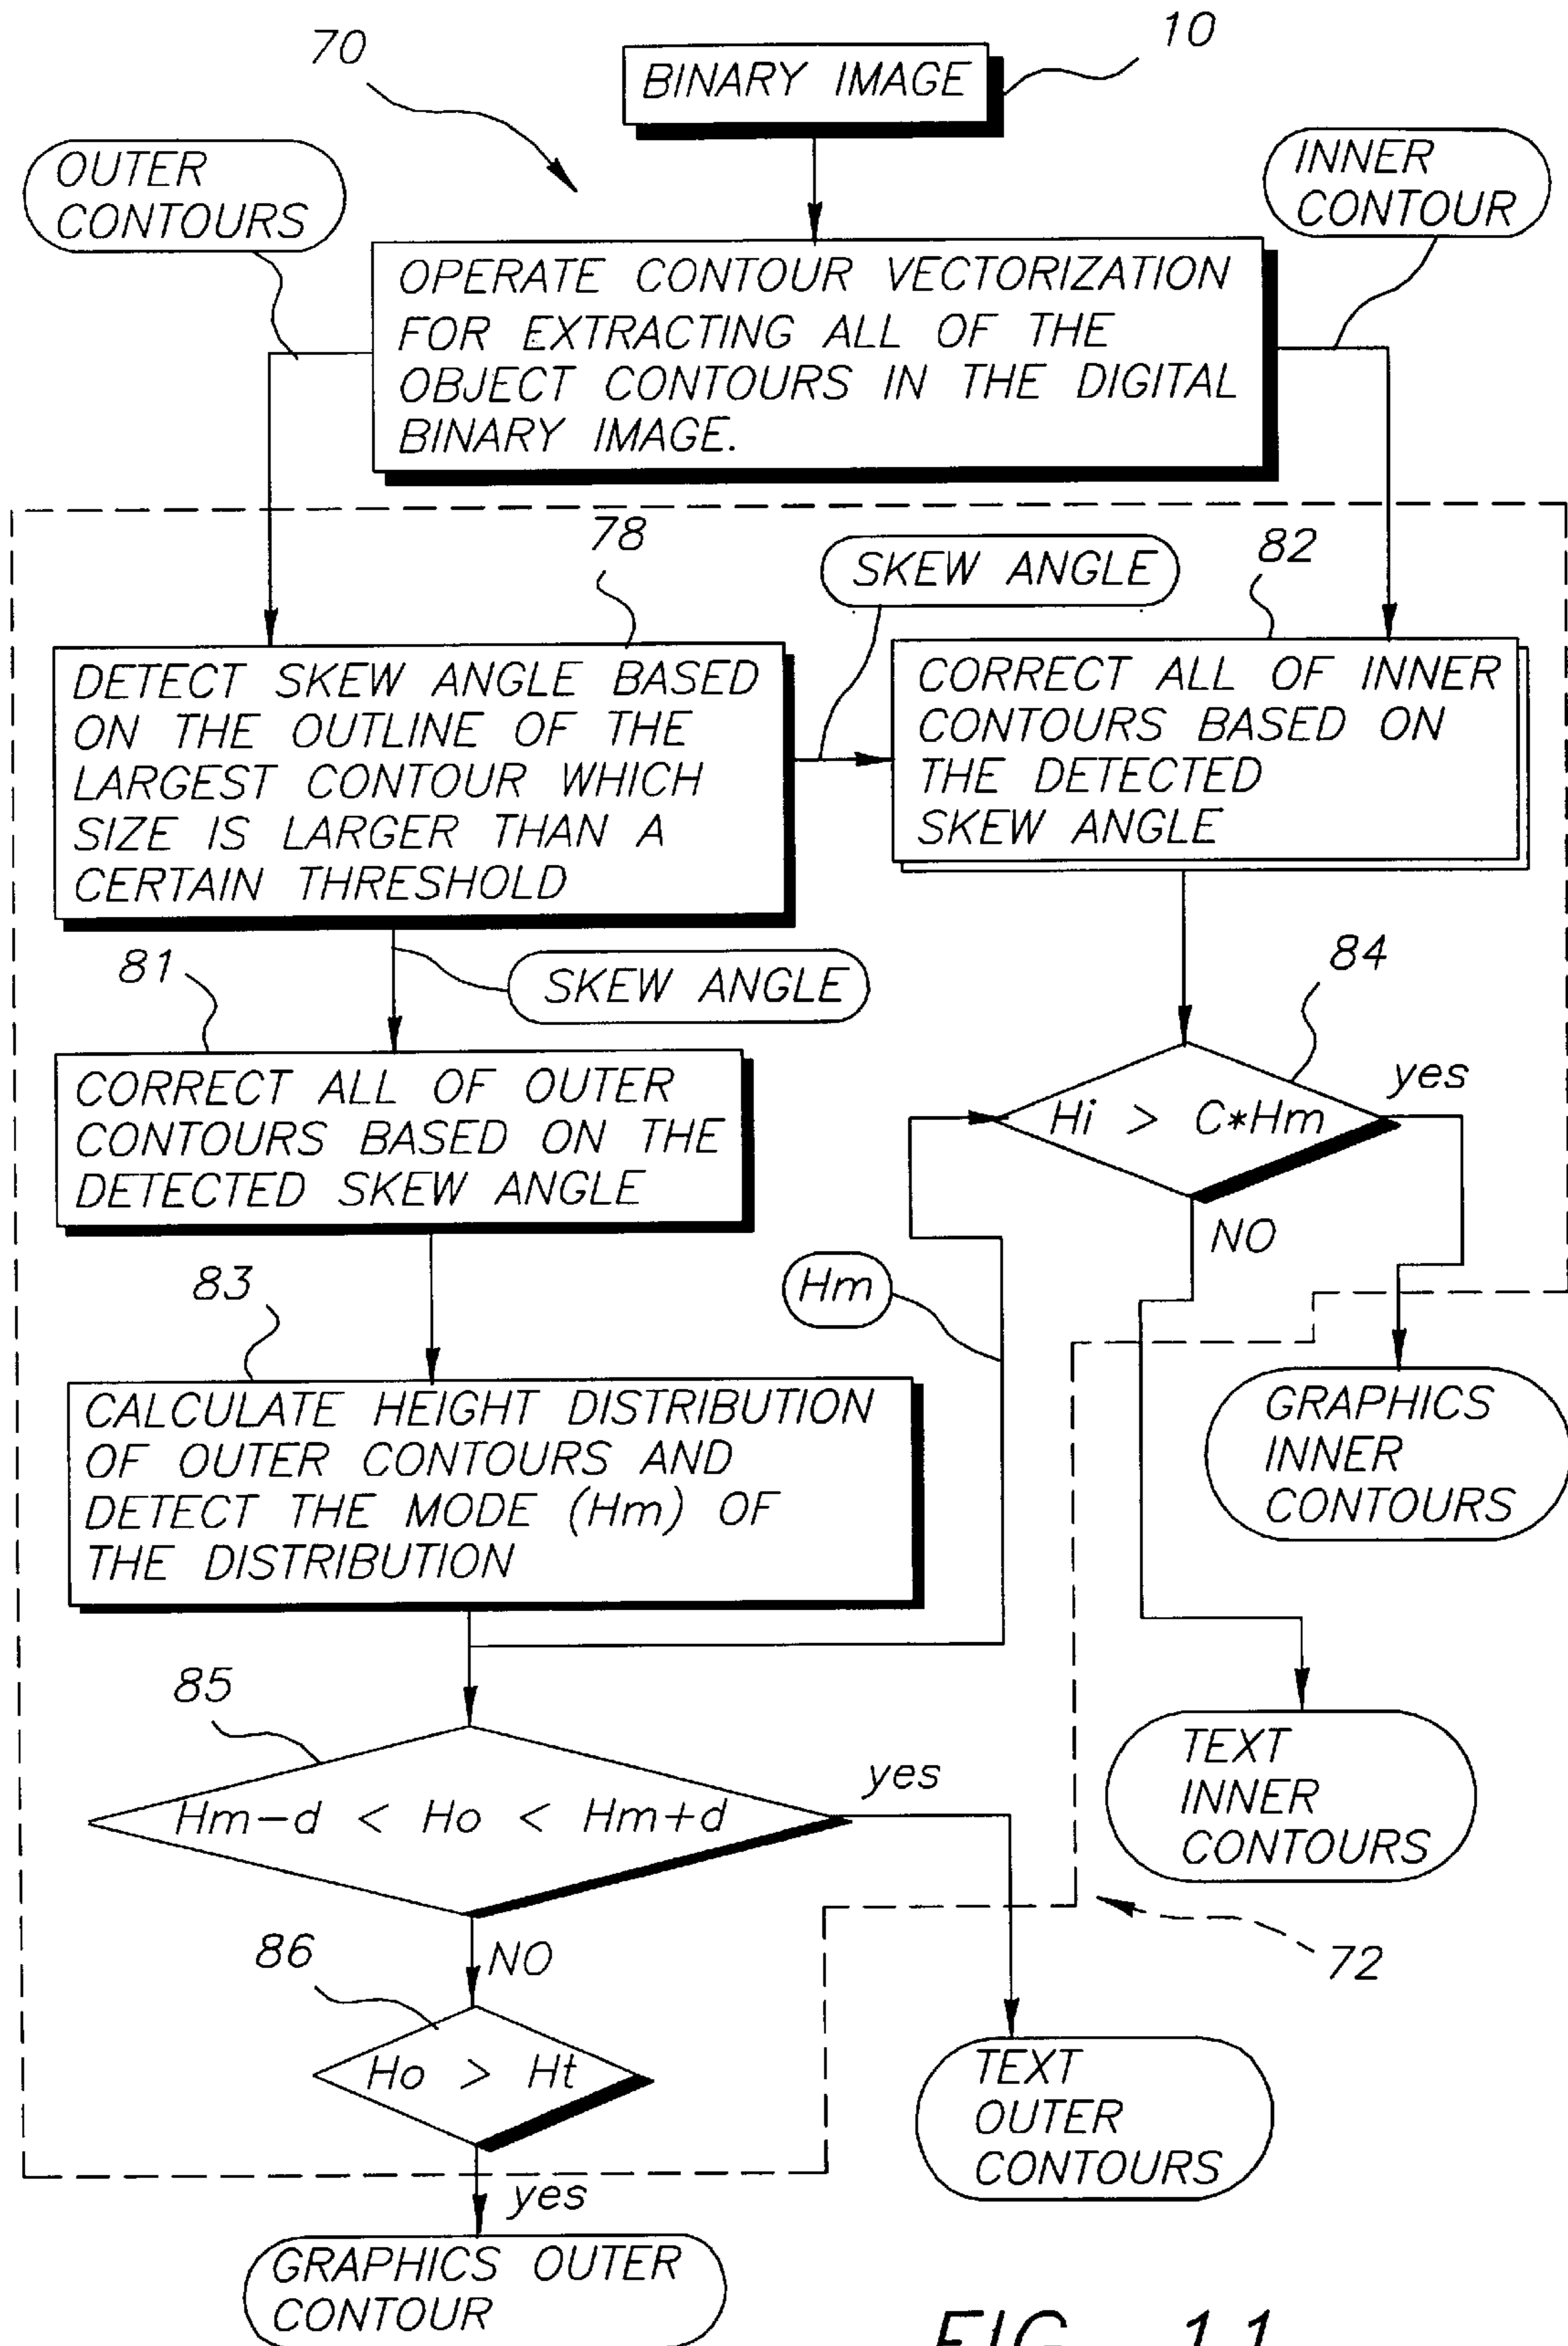 70
10
BINARY IMAGE
OUTER
CONTOURS
INNER
CONTOUR
OPERATE CONTOUR VECTORIZATION
FOR EXTRACTING ALL OF THE
OBJECT CONTOURS IN THE DIGITAL
BINARY IMAGE.
78
SKEW ANGLE
82
DETECT SKEW ANGLE BASED
ON THE OUTLINE OF THE
LARGEST CONTOUR WHICH
SIZE IS LARGER THAN A
CERTAIN THRESHOLD
CORRECT ALL OF INNER
CONTOURS BASED ON
THE DETECTED
SKEW ANGLE
81
SKEW ANGLE
84
CORRECT ALL OF OUTER
CONTOURS BASED ON THE
DETECTED SKEW ANGLE
Hi > C*Hm
yes
NO
83
Hm
CALCULATE HEIGHT DISTRIBUTION
OF OUTER CONTOURS AND
DETECT THE MODE (Hm) OF
THE DISTRIBUTION
GRAPHICS
INNER
CONTOURS
85
Hm-d < Ho < Hm+d
yes
TEXT
INNER
CONTOURS
86
NO
72
Ho > Ht
TEXT
OUTER
CONTOURS
yes
GRAPHICS OUTER
CONTOUR
FIG. 11